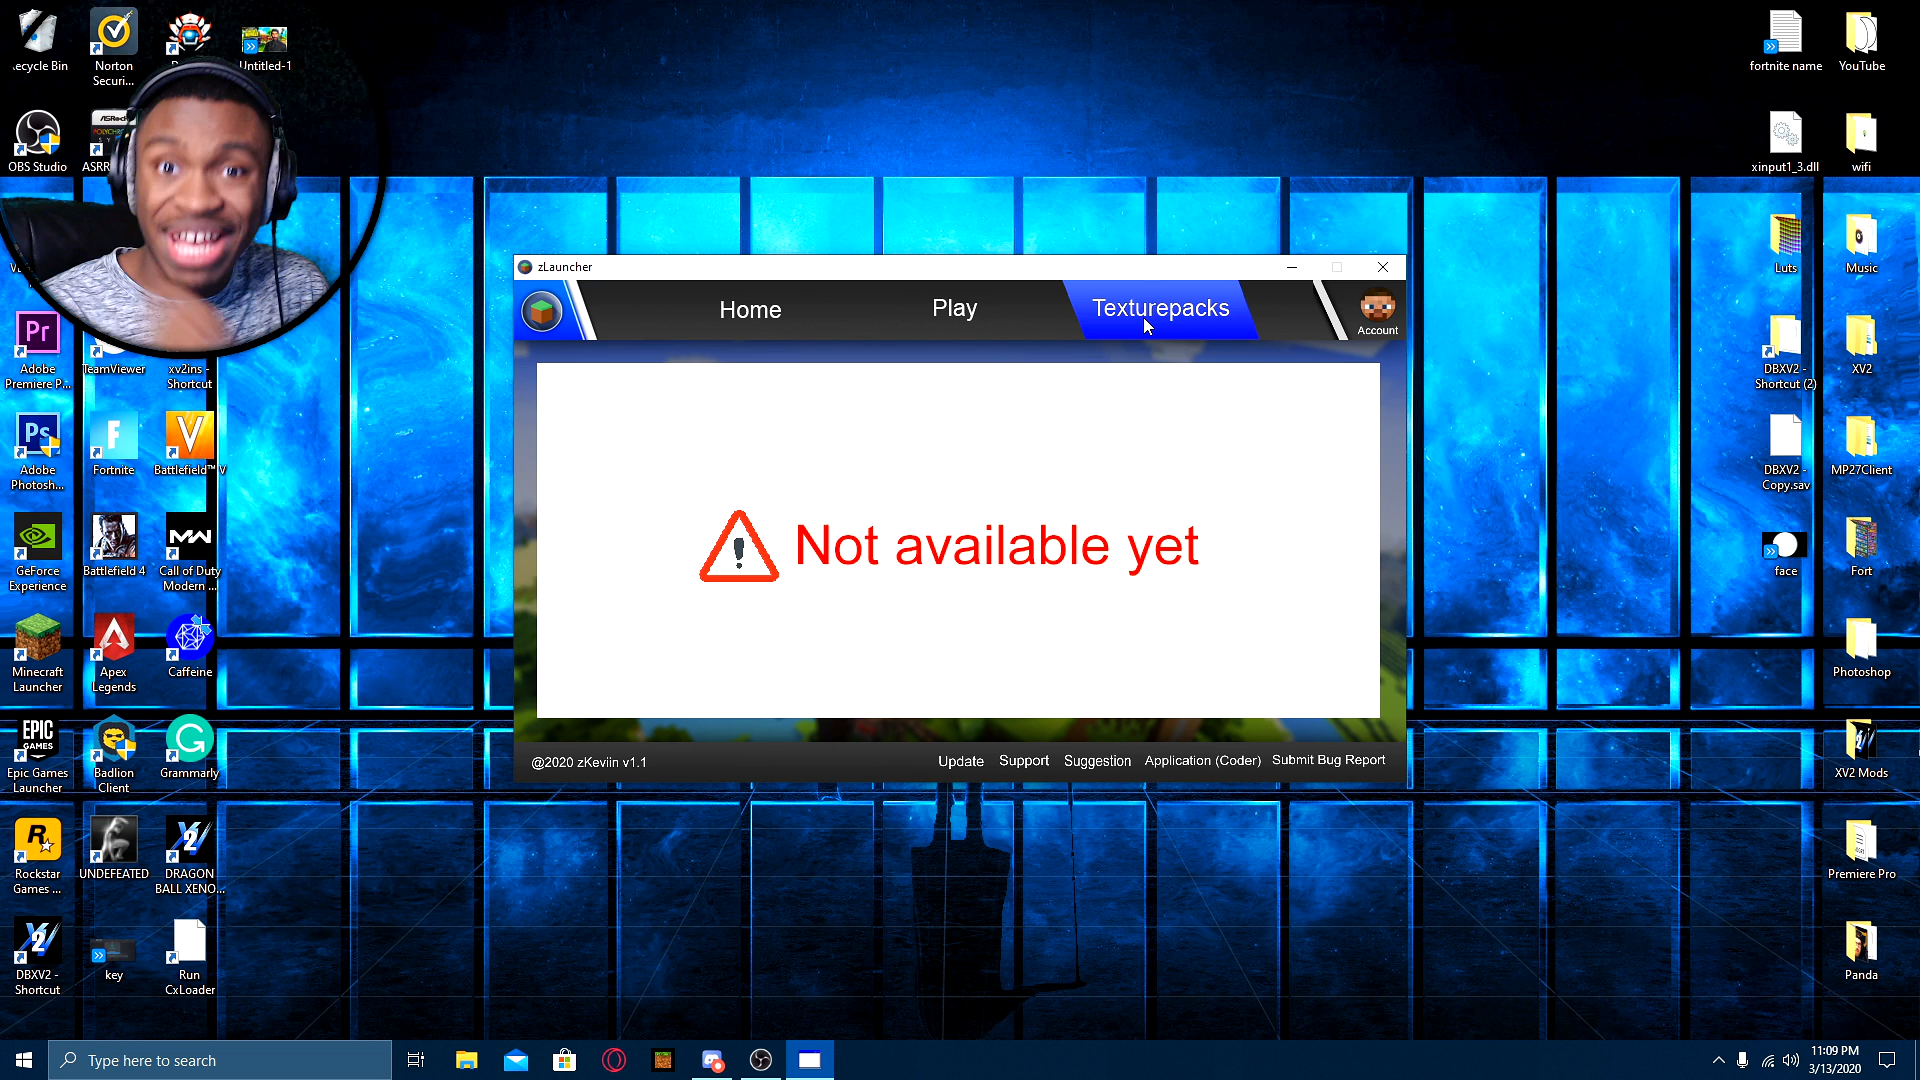 ecycle Bin
Norton
Securi...
Untitled-1
fortnite name
YouTube
OBS Studio
ASRock
xinput1_3.dll
wifi
Luts
Music
zLauncher
Home
Play
Texturepacks
Account
Not available yet
@2020 zKeviin v1.1
Update
Support
Suggestion
Application (Coder)
Submit Bug Report
Pr
Adobe
Premiere P...
TeamViewer
xv2ins -
Shortcut
DBXV2 -
Shortcut (2)
XV2
Ps
Adobe
Photosh...
F
Fortnite
V
Battlefield™ V
DBXV2 -
Copy.sav
MP27Client
GeForce
Experience
Battlefield 4
Call of Duty
Modern ...
face
Fort
Minecraft
Launcher
Apex
Legends
Caffeine
Photoshop
EPIC
GAMES
Epic Games
Launcher
Badlion
Client
G
Grammarly
XV2 Mods
R
Rockstar
Games ...
UNDEFEATED
DRAGON
BALL XENO...
Premiere Pro
DBXV2 -
Shortcut
key
Run
CxLoader
Panda
Type here to search
11:09 PM
3/13/2020